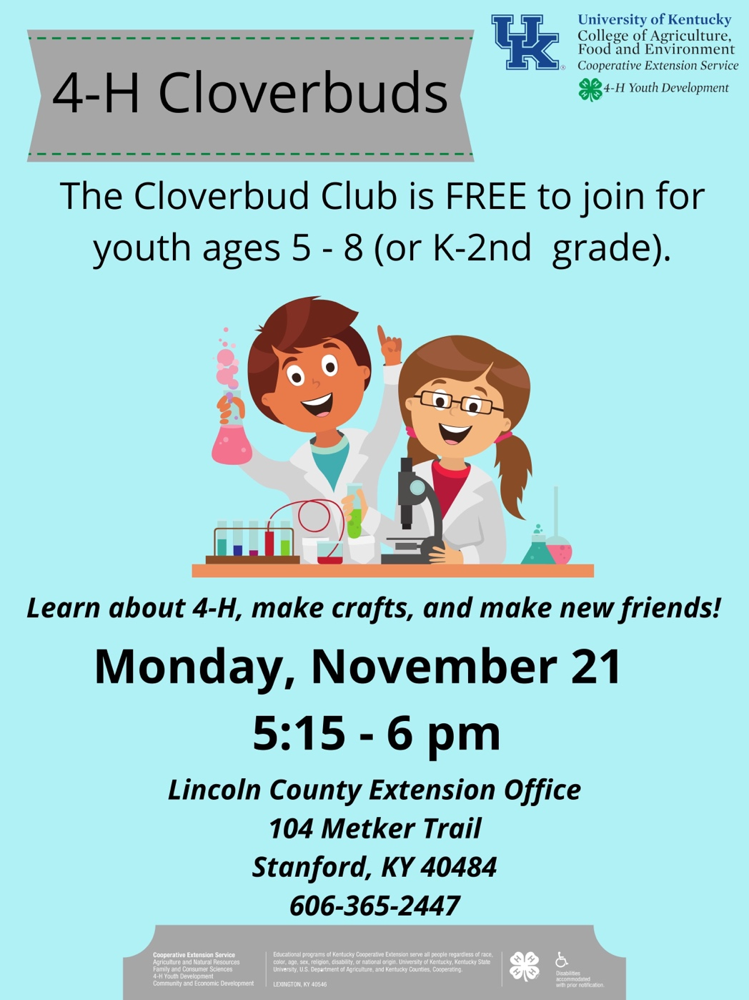 4-H Cloverbuds
UK
®
University of Kentucky
College of Agriculture,
Food and Environment
Cooperative Extension Service
4-H Youth Development
The Cloverbud Club is FREE to join for
youth ages 5 - 8 (or K-2nd grade).
Learn about 4-H, make crafts, and make new friends!
Monday, November 21
5:15 - 6 pm
Lincoln County Extension Office
104 Metker Trail
Stanford, KY 40484
606-365-2447
Cooperative Extension Service
Agriculture and Natural Resources
Family and Consumer Sciences
4-H Youth Development
Community and Economic Development
Educational programs of Kentucky Cooperative Extension serve all people regardless of race,
color, age, sex, religion, disability, or national origin. University of Kentucky, Kentucky State
University, U.S. Department of Agriculture, and Kentucky Counties, Cooperating.
LEXINGTON, KY 40546
H H H H
Disabilities
accommodated
with prior notification.